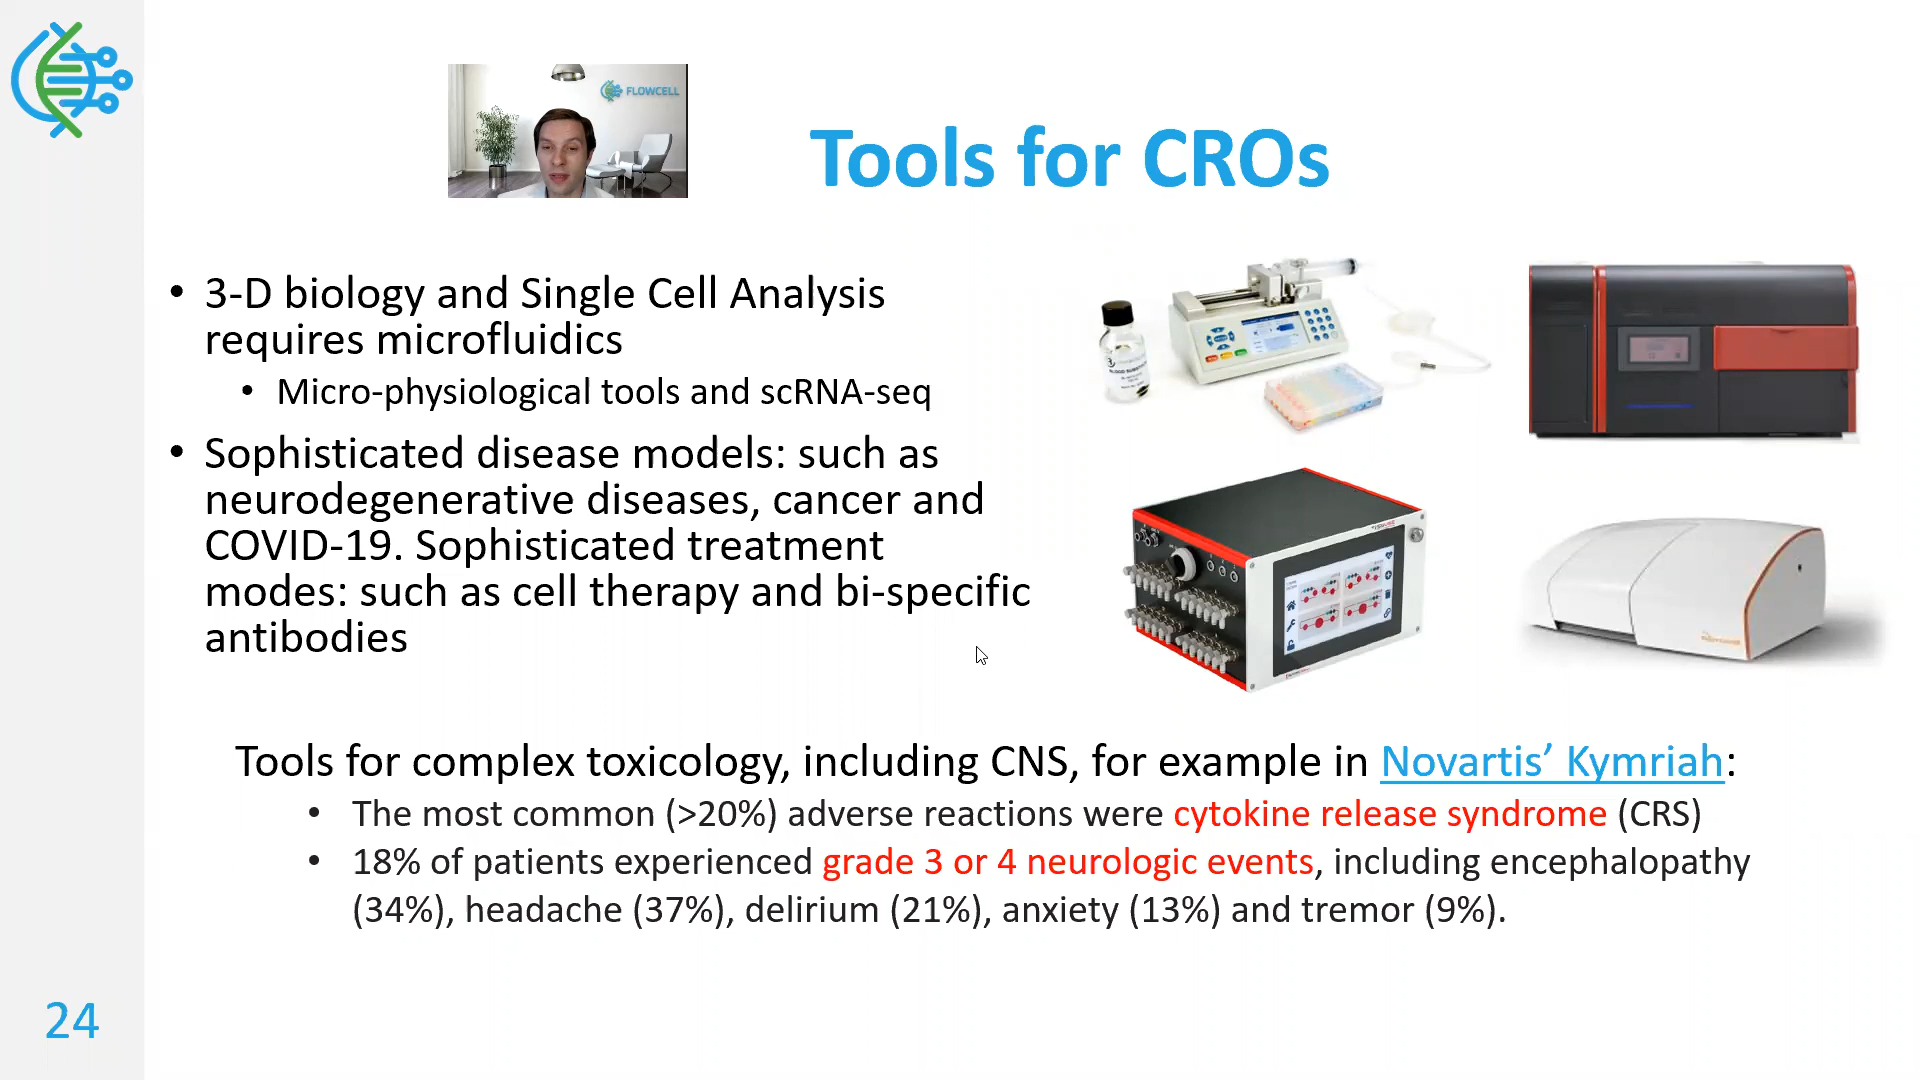 FLOWCELL
Tools for CROs
• 3-D biology and Single Cell Analysis
requires microfluidics
• Micro-physiological tools and scRNA-seq
• Sophisticated disease models: such as
neurodegenerative diseases, cancer and
COVID-19. Sophisticated treatment
modes: such as cell therapy and bi-specific
antibodies
Tools for complex toxicology, including CNS, for example in Novartis’ Kymriah:
• The most common (>20%) adverse reactions were cytokine release syndrome (CRS)
• 18% of patients experienced grade 3 or 4 neurologic events, including encephalopathy
(34%), headache (37%), delirium (21%), anxiety (13%) and tremor (9%).
24